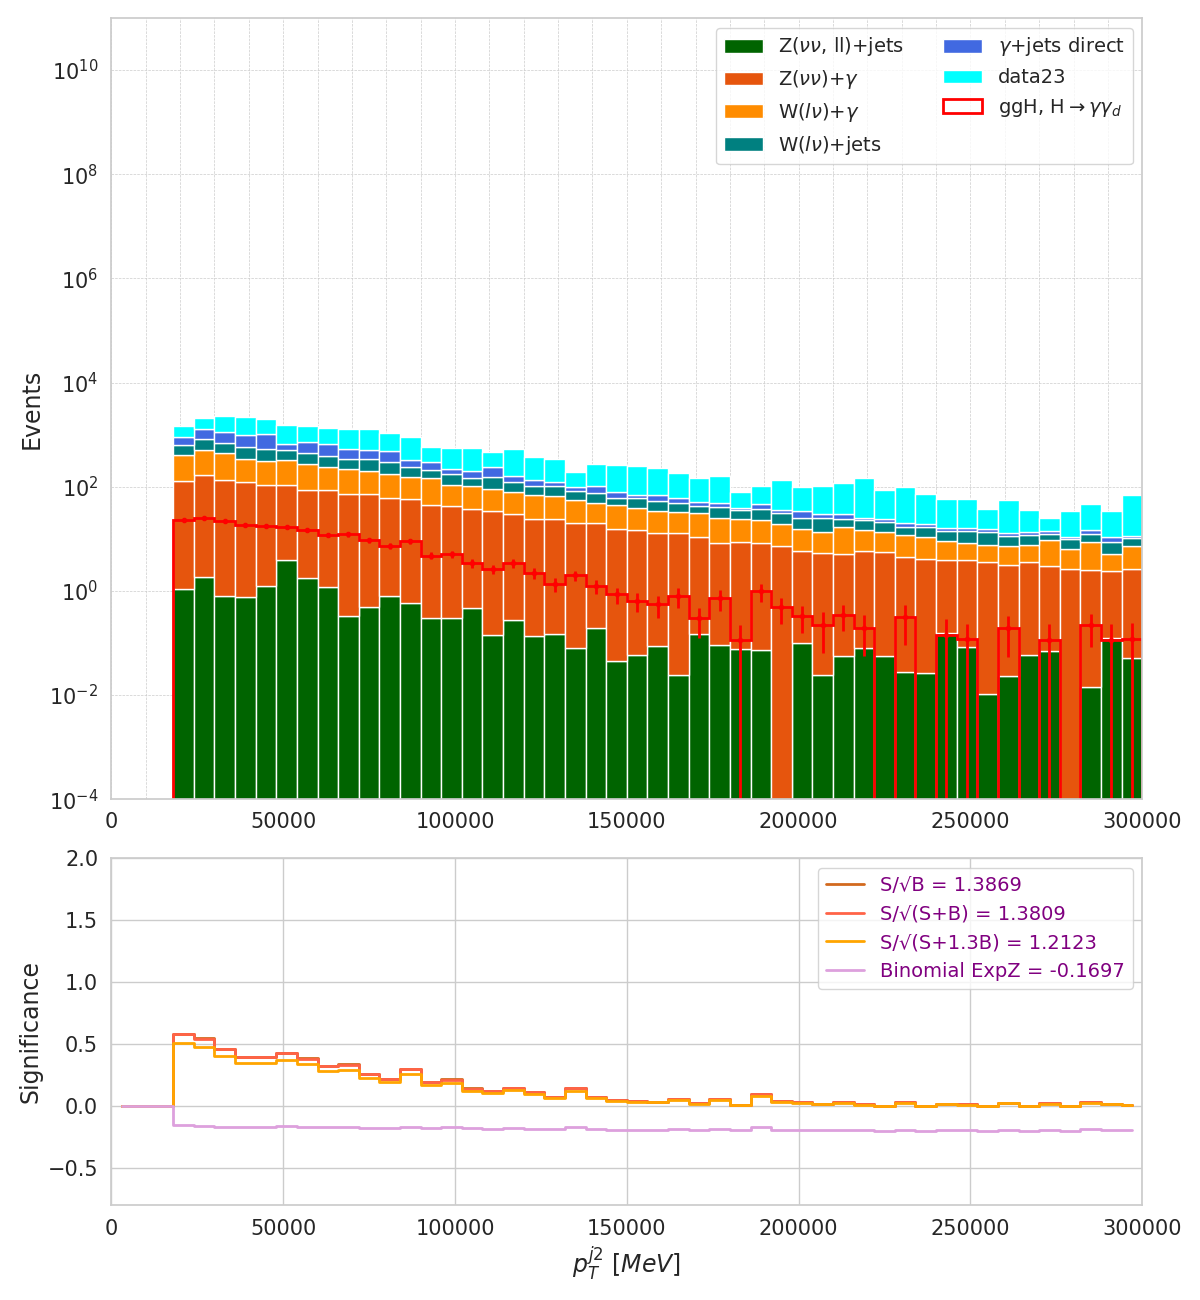 Z(νν, ll)+jets
Z(νν)+γ
W(lν)+γ
W(lν)+jets
γ+jets direct
data23
ggH, H→γγ_d
Events
10^10
10^8
10^6
10^4
10^2
10^0
10^−2
10^−4
0 50000 100000 150000 200000 250000 300000
S/√B = 1.3869
S/√(S+B) = 1.3809
S/√(S+1.3B) = 1.2123
Binomial ExpZ = -0.1697
Significance
2.0
1.5
1.0
0.5
0.0
−0.5
0 50000 100000 150000 200000 250000 300000
p_T^{j2} [MeV]